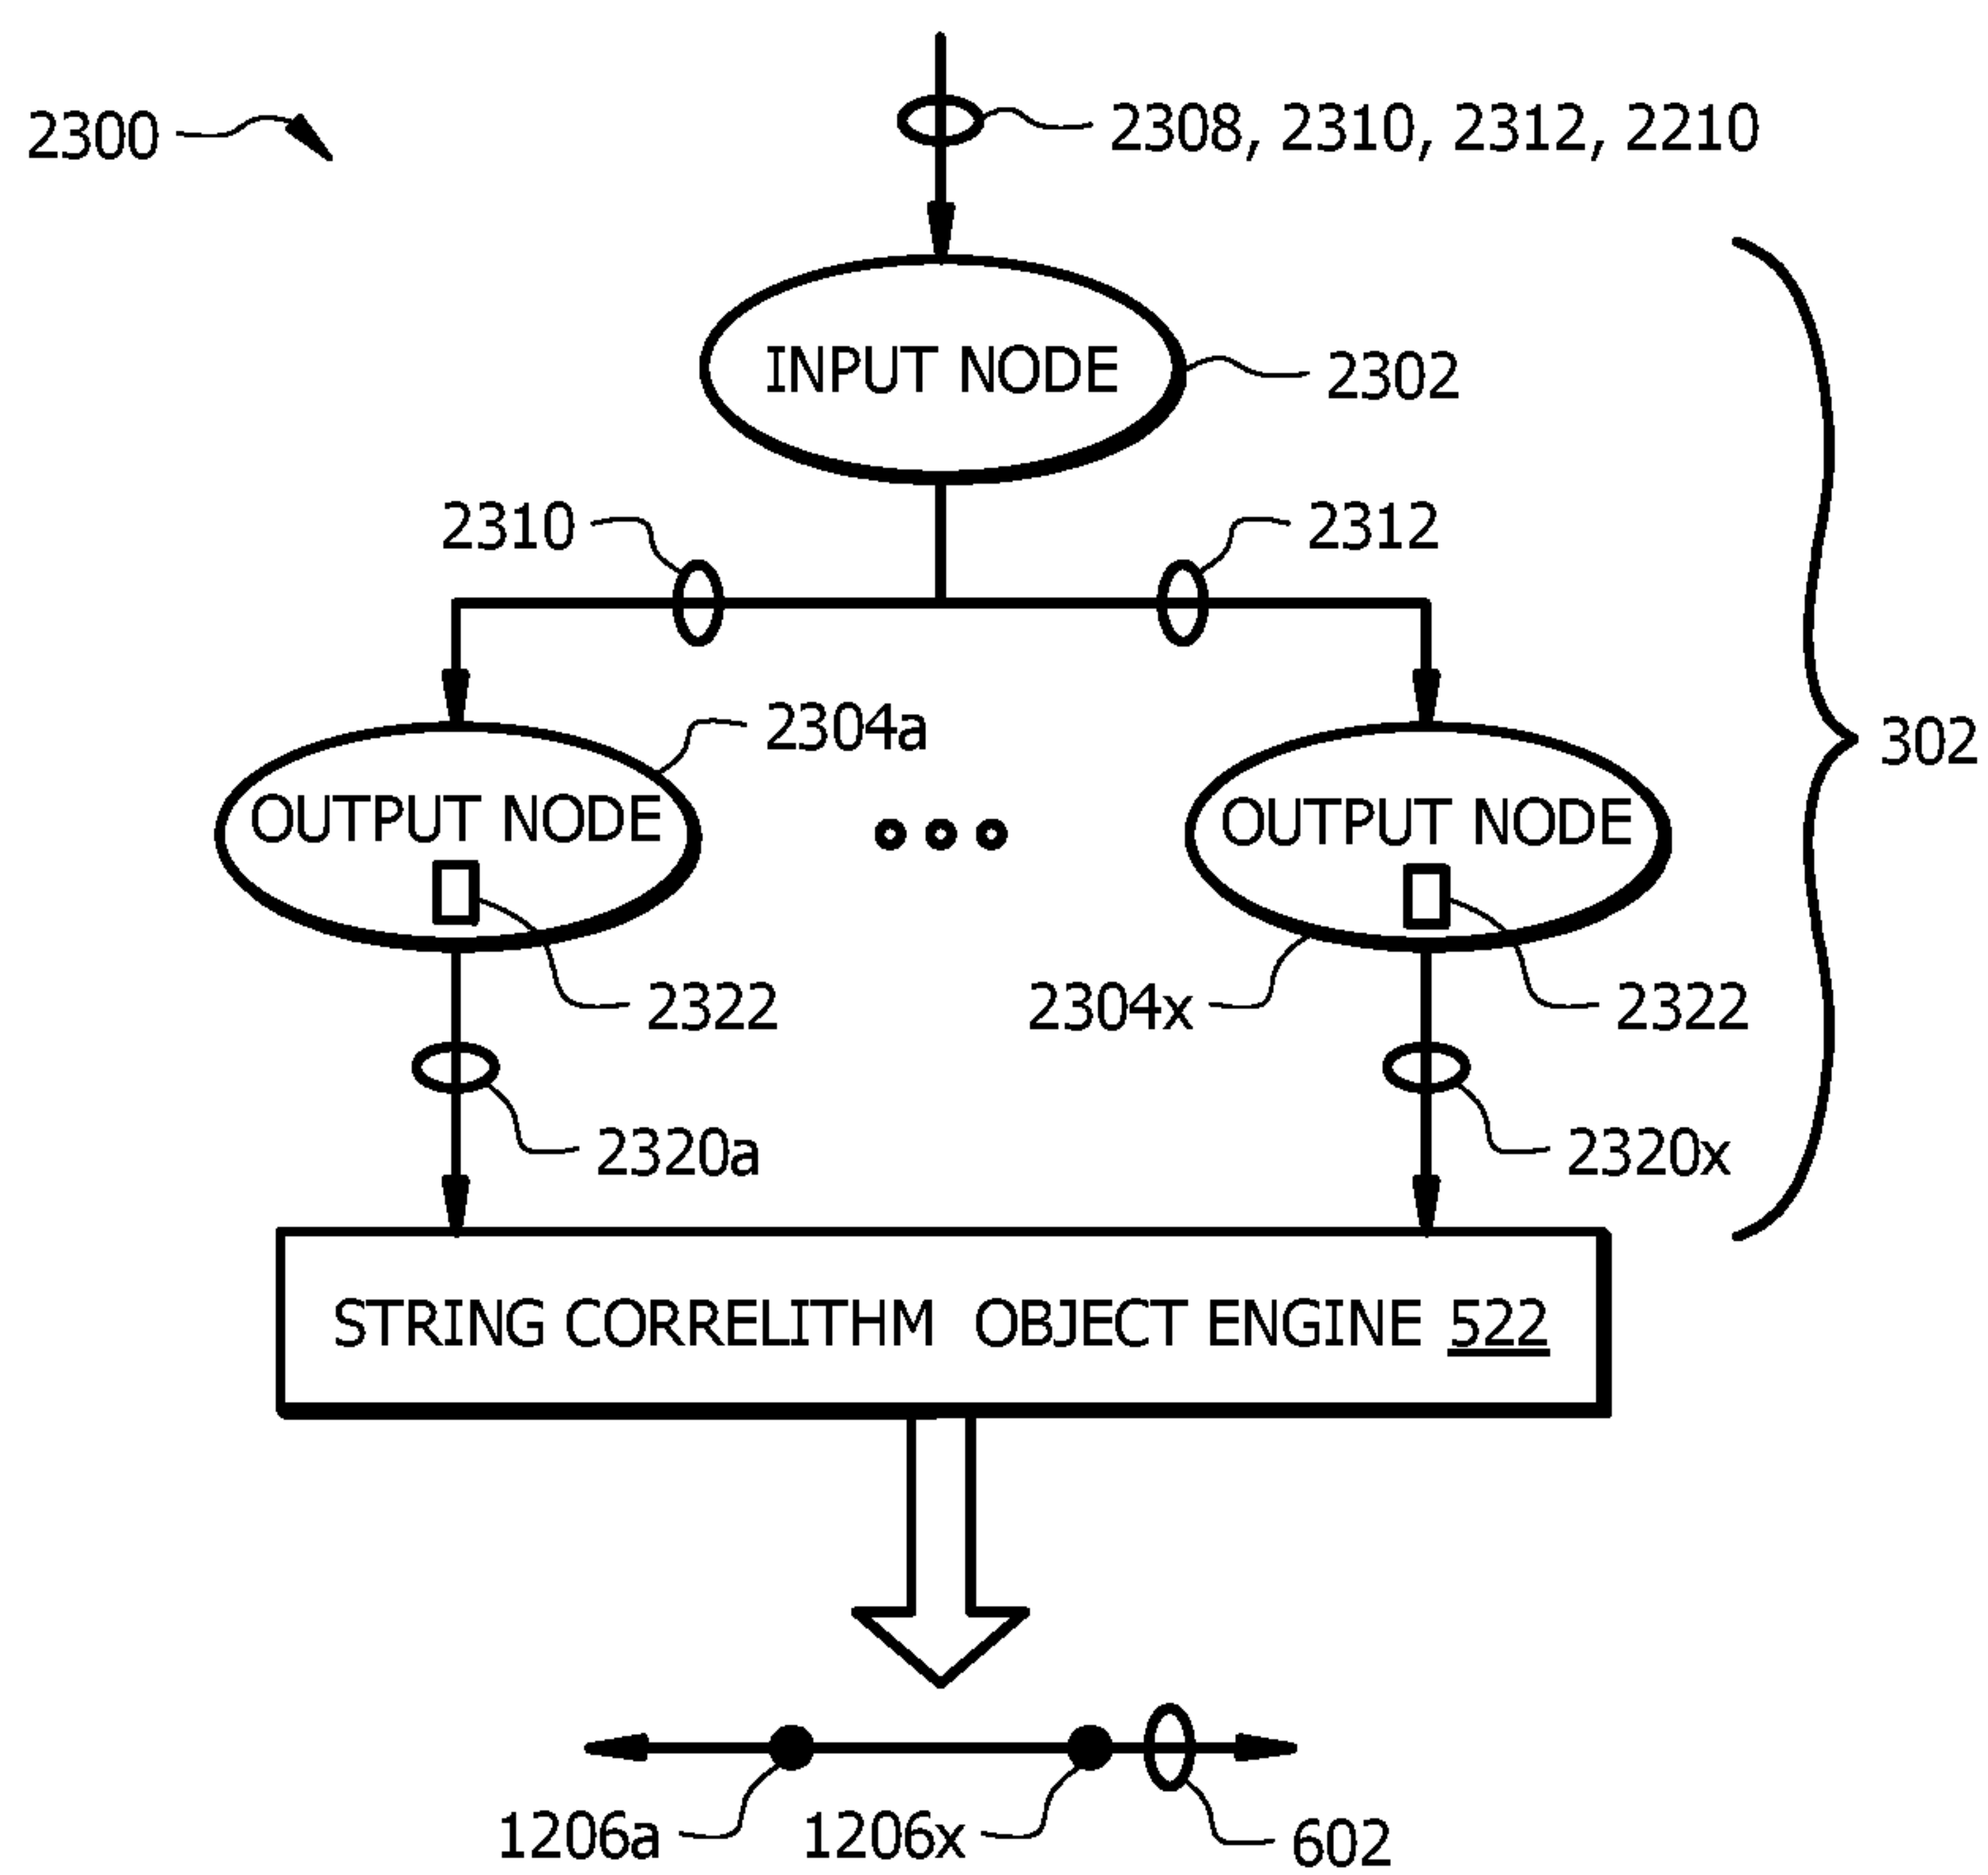 2300
2308, 2310, 2312, 2210
INPUT NODE
2302
2310
2312
302
2304a
OUTPUT NODE
OUTPUT NODE
2322
2304x
2322
2320a
2320x
STRING CORRELITHM OBJECT ENGINE 522
1206a
1206x
602